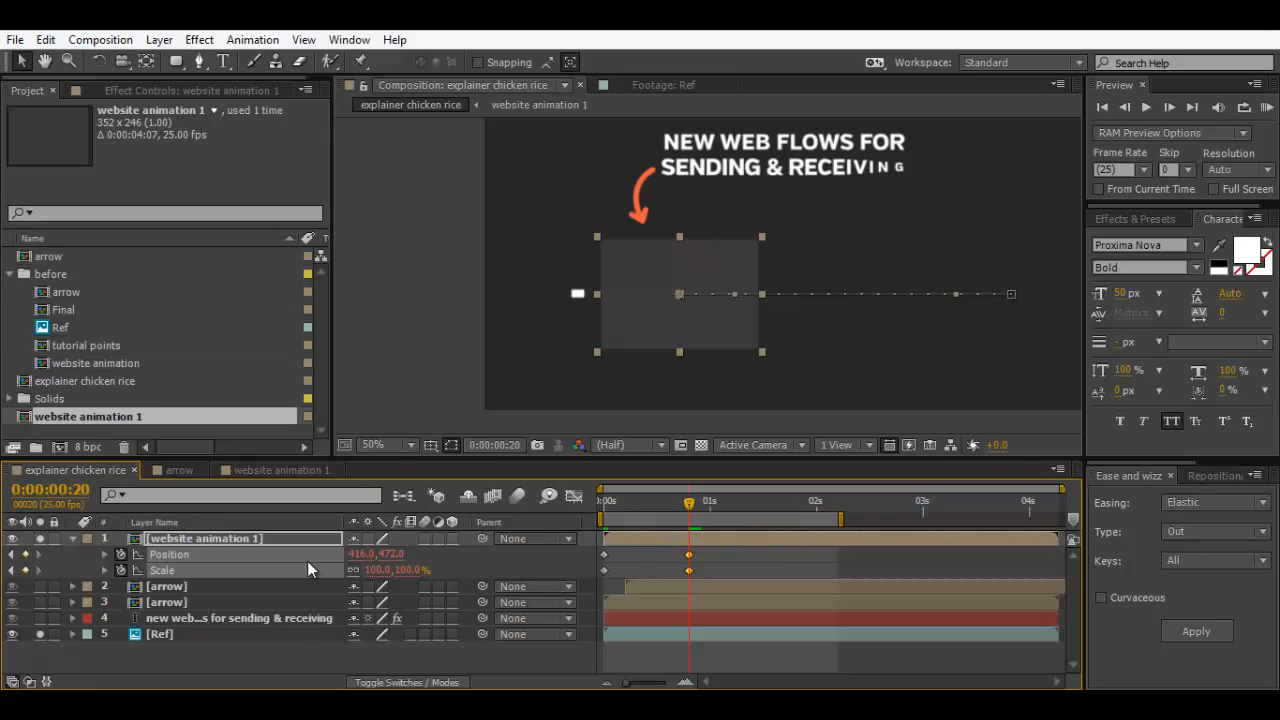 File Edit Composition Layer Effect Animation View Window Help
Snapping Workspace: Standard Search Help
Project × Effect Controls: website animation 1
Composition: explainer chicken rice × Footage: Ref
Preview ×
website animation 1 ▼, used 1 time
352 x 246 (1.00)
Δ 0:00:04:07, 25.00 fps
explainer chicken rice website animation 1
RAM Preview Options
Frame Rate Skip Resolution
(25) 0 Auto
From Current Time Full Screen
NEW WEB FLOWS FOR
SENDING & RECEIVING
Effects & Presets Characte
Name T
arrow
before
arrow
Final
Ref
tutorial points
website animation
explainer chicken rice
Solids
website animation 1
Proxima Nova
Bold
50 px Auto
Metrics 0
- px
100 % 100 %
0 px 0 %
T T TT Tt T¹ T₁
8 bpc
50% 0:00:00:20 (Half) Active Camera 1 View +0.0
explainer chicken rice × arrow website animation 1
0:00:00:20
00020 (25.00 fps)
:00s 01s 02s 03s 04s
# Layer Name Parent
1 [website animation 1] None
Position 416.0,472.0
Scale 100.0,100.0%
2 [arrow] None
3 [arrow] None
4 new web...s for sending & receiving None
5 [Ref] None
Toggle Switches / Modes
Ease and wizz × Repositionin
Easing: Elastic
Type: Out
Keys: All
Curvaceous
Apply